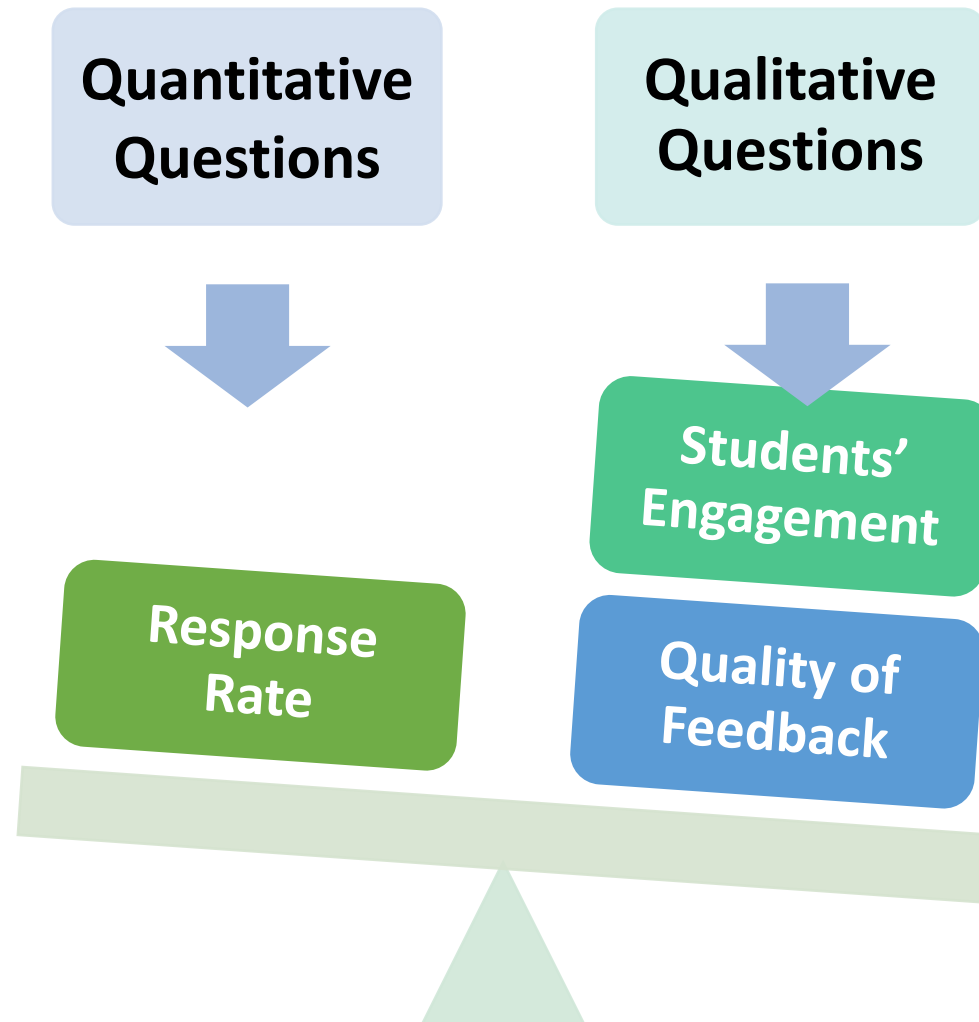 Quantitative
Questions
Qualitative
Questions
Students’
Engagement
Response
Rate
Quality of
Feedback